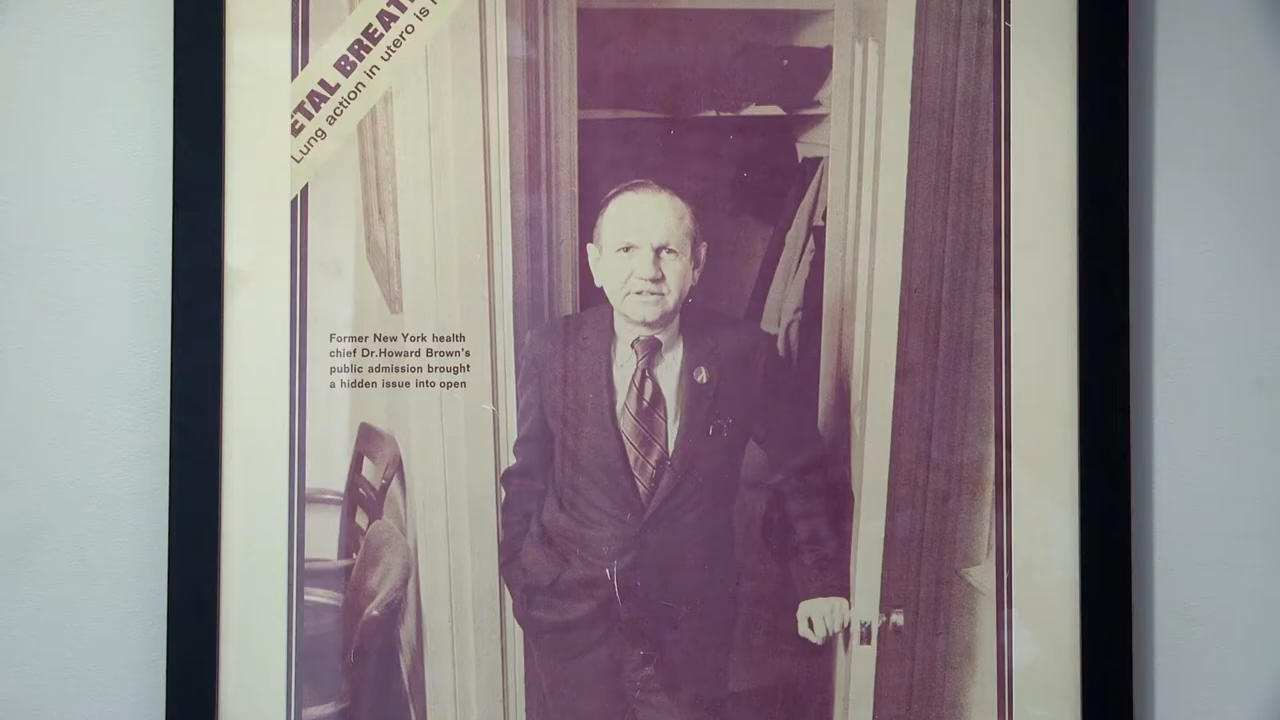 ETAL BREAT
Lung action in utero is
Former New York health
chief Dr.Howard Brown's
public admission brought
a hidden issue into open